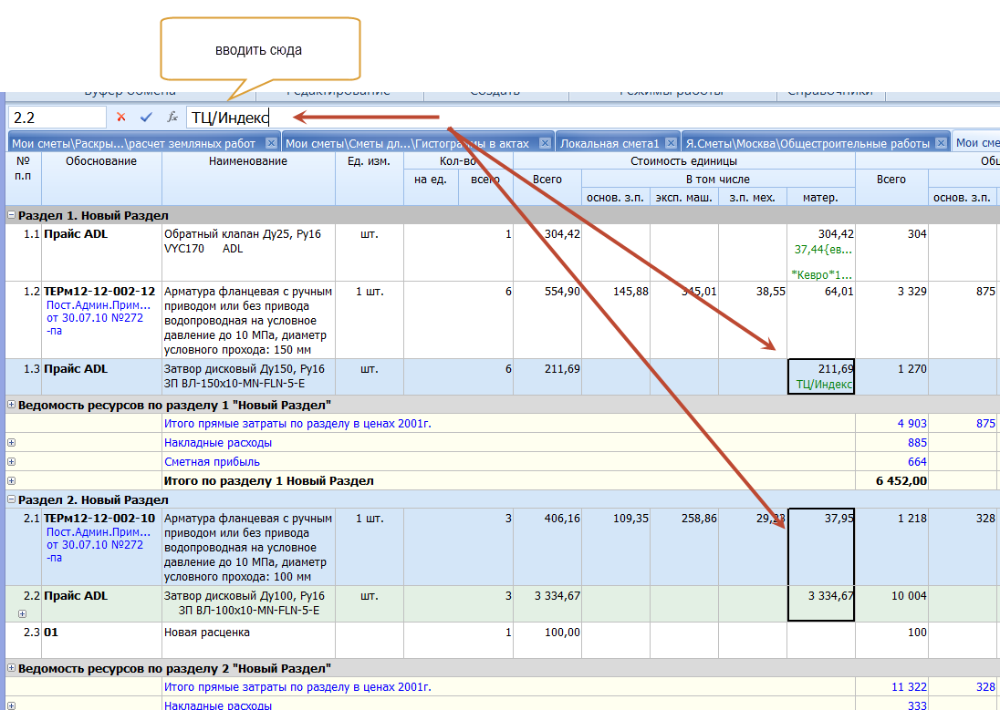 вводить сюда
Буфер обмена Редактирование Создать Режимы работы Справочники
2.2 fx ТЦ/Индекс
Мои сметы\Раскры...\расчет земляных работ Мои сметы\Сметы дл...\Гистограммы в актах Локальная смета1 Я.Сметы\Москва\Общестроительные работы Мои сме
№ п.п Обоснование Наименование Ед. изм. Кол-во Стоимость единицы Общ
на ед. всего Всего В том числе Всего
основ. з.п. эксп. маш. з.п. мех. матер. основ. з.п.
Раздел 1. Новый Раздел
1.1 Прайс ADL Обратный клапан Ду25, Ру16 шт. 1 304,42 304,42 304
VYC170 ADL 37,44{ев...
*Кевро*1...
1.2 ТЕРм12-12-002-12 Арматура фланцевая с ручным 1 шт. 6 554,90 145,88 345,01 38,55 64,01 3 329 875
Пост.Админ.Прим... приводом или без привода
от 30.07.10 №272 водопроводная на условное
-па давление до 10 МПа, диаметр
условного прохода: 150 мм
1.3 Прайс ADL Затвор дисковый Ду150, Ру16 шт. 6 211,69 211,69 1 270
ЗП ВЛ-150х10-MN-FLN-5-E ТЦ/Индекс
Ведомость ресурсов по разделу 1 "Новый Раздел"
Итого прямые затраты по разделу в ценах 2001г. 4 903 875
Накладные расходы 885
Сметная прибыль 664
Итого по разделу 1 Новый Раздел 6 452,00
Раздел 2. Новый Раздел
2.1 ТЕРм12-12-002-10 Арматура фланцевая с ручным 1 шт. 3 406,16 109,35 258,86 29,23 37,95 1 218 328
Пост.Админ.Прим... приводом или без привода
от 30.07.10 №272 водопроводная на условное
-па давление до 10 МПа, диаметр
условного прохода: 100 мм
2.2 Прайс ADL Затвор дисковый Ду100, Ру16 шт. 3 3 334,67 3 334,67 10 004
ЗП ВЛ-100х10-MN-FLN-5-E
2.3 01 Новая расценка 1 100,00 100
Ведомость ресурсов по разделу 2 "Новый Раздел"
Итого прямые затраты по разделу в ценах 2001г. 11 322 328
Накладные расходы 333